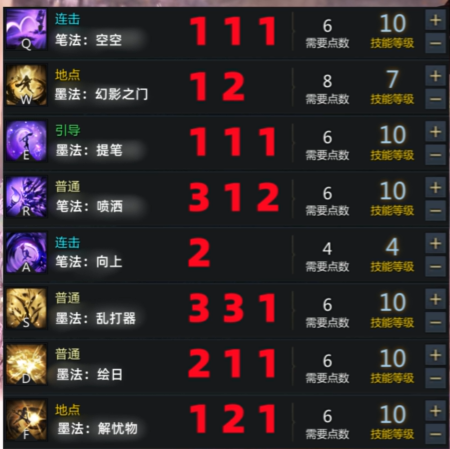 连击
Q 笔法：空空 1 1 1 6 需要点数 10 技能等级
地点
W 墨法：幻影之门 1 2 8 需要点数 7 技能等级
引导
E 墨法：提笔 1 1 1 6 需要点数 10 技能等级
普通
R 笔法：喷洒 3 1 2 6 需要点数 10 技能等级
连击
A 笔法：向上 2 4 需要点数 4 技能等级
普通
S 墨法：乱打器 3 3 1 6 需要点数 10 技能等级
普通
D 墨法：绘日 2 1 1 6 需要点数 10 技能等级
地点
F 墨法：解忧物 1 2 1 6 需要点数 10 技能等级